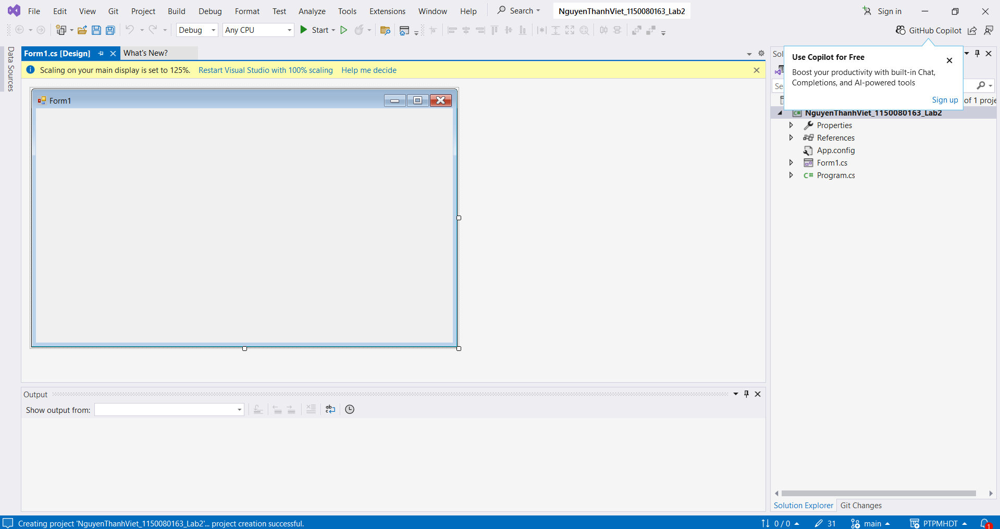 File Edit View Git Project Build Debug Format Test Analyze Tools Extensions Window Help Search NguyenThanhViet_1150080163_Lab2 Sign in
Debug Any CPU Start GitHub Copilot
Data Sources
Form1.cs [Design] What's New?
Scaling on your main display is set to 125%. Restart Visual Studio with 100% scaling Help me decide
Form1
Use Copilot for Free
Boost your productivity with built-in Chat,
Completions, and AI-powered tools
Sign up
of 1 proje
NguyenThanhViet_1150080163_Lab2
Properties
References
App.config
Form1.cs
C# Program.cs
Output
Show output from:
Solution Explorer Git Changes
Creating project 'NguyenThanhViet_1150080163_Lab2'... project creation successful. 0 / 0 31 main PTPMHDT 1